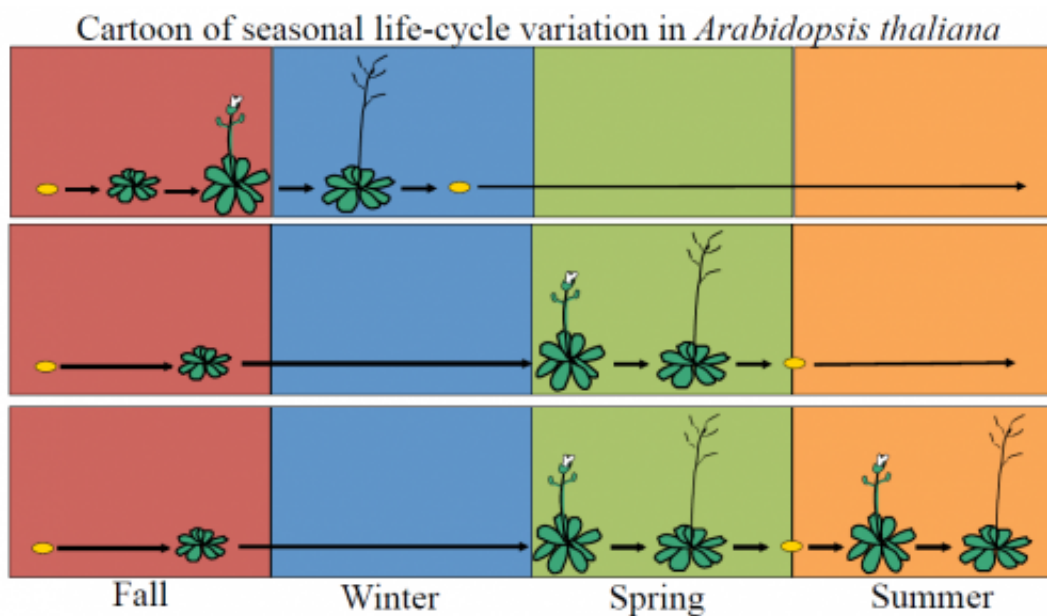 Cartoon of seasonal life-cycle variation in Arabidopsis thaliana
Fall Winter Spring Summer